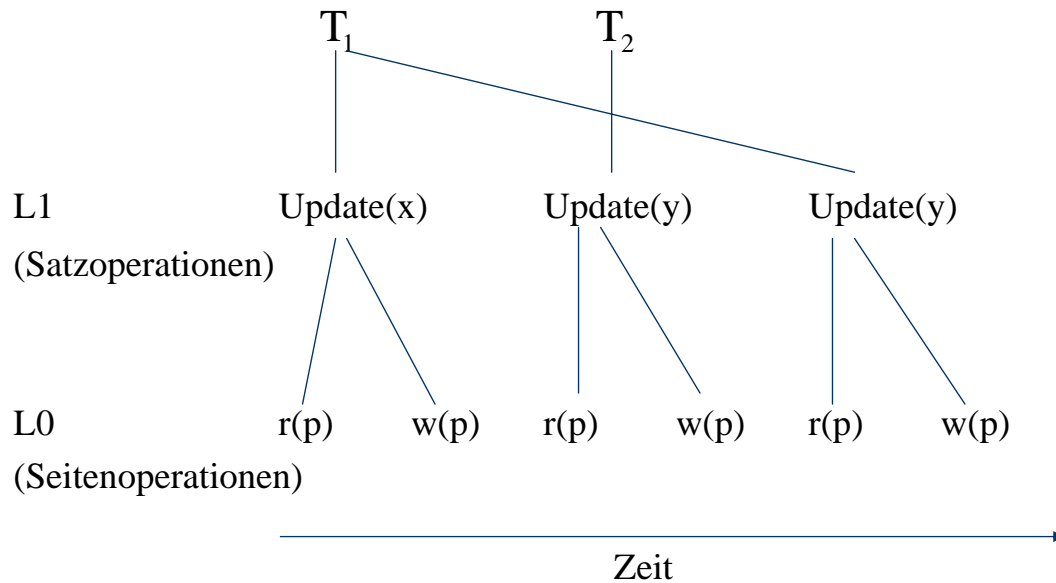 T₁ T₂
L1 Update(x) Update(y) Update(y)
(Satzoperationen)
L0 r(p) w(p) r(p) w(p) r(p) w(p)
(Seitenoperationen)
Zeit